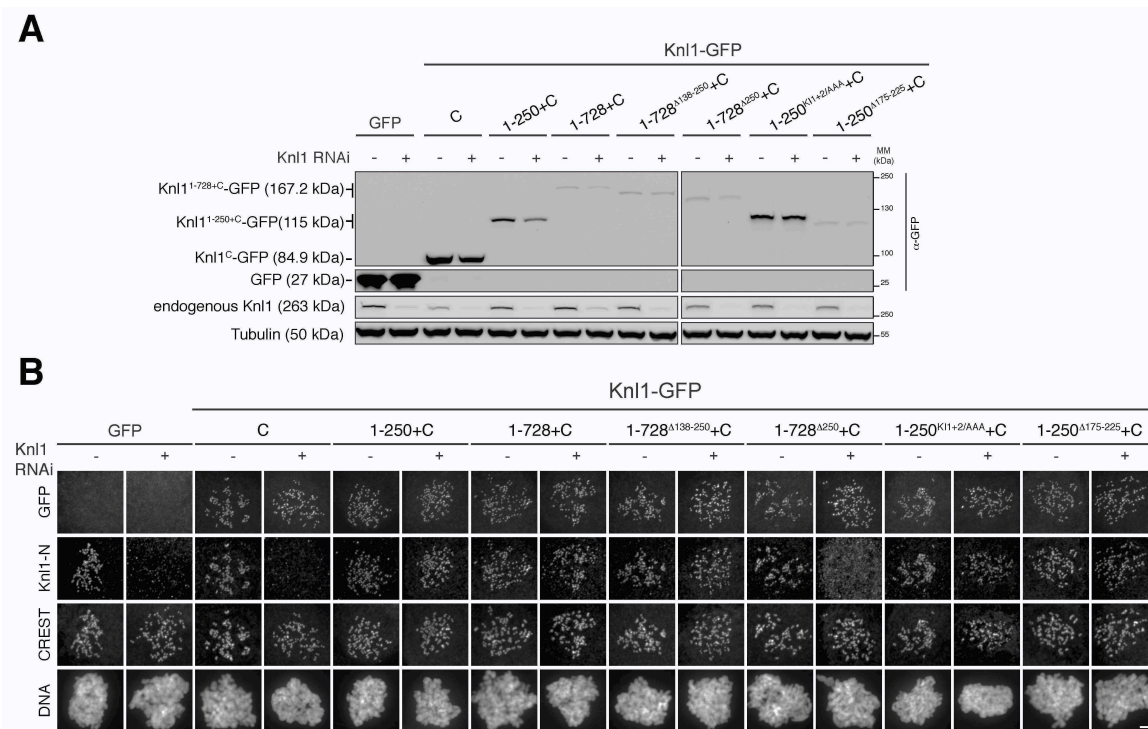 A
Knl1-GFP
GFP
C
1-250+C
1-728+C
1-728Δ138-250+C
1-728Δ250+C
1-250KI1+2/AAA+C
1-250Δ175-225+C
Knl1 RNAi - + - + - + - + - + - + - + - +
MM
(kDa)
Knl11-728+C-GFP (167.2 kDa)
Knl11-250+C-GFP(115 kDa)
Knl1C-GFP (84.9 kDa)
GFP (27 kDa)
endogenous Knl1 (263 kDa)
Tubulin (50 kDa)
250
130
100
25
250
55
α-GFP
B
Knl1-GFP
GFP C 1-250+C 1-728+C 1-728Δ138-250+C 1-728Δ250+C 1-250KI1+2/AAA+C 1-250Δ175-225+C
Knl1
RNAi
- + - + - + - + - + - + - + - +
GFP
Knl1-N
CREST
DNA